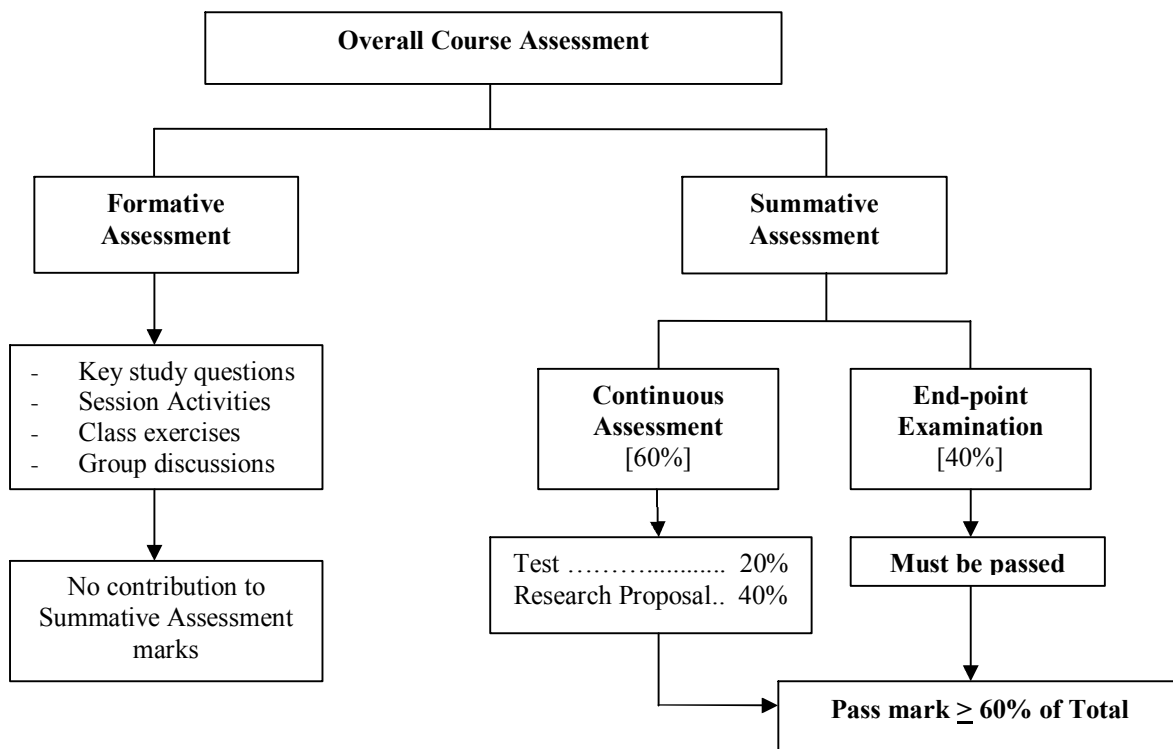 Overall Course Assessment
Formative
Assessment
Summative
Assessment
- Key study questions
- Session Activities
- Class exercises
- Group discussions
Continuous
Assessment
[60%]
End-point
Examination
[40%]
No contribution to
Summative Assessment
marks
Test ………........... 20%
Research Proposal.. 40%
Must be passed
Pass mark ≥ 60% of Total